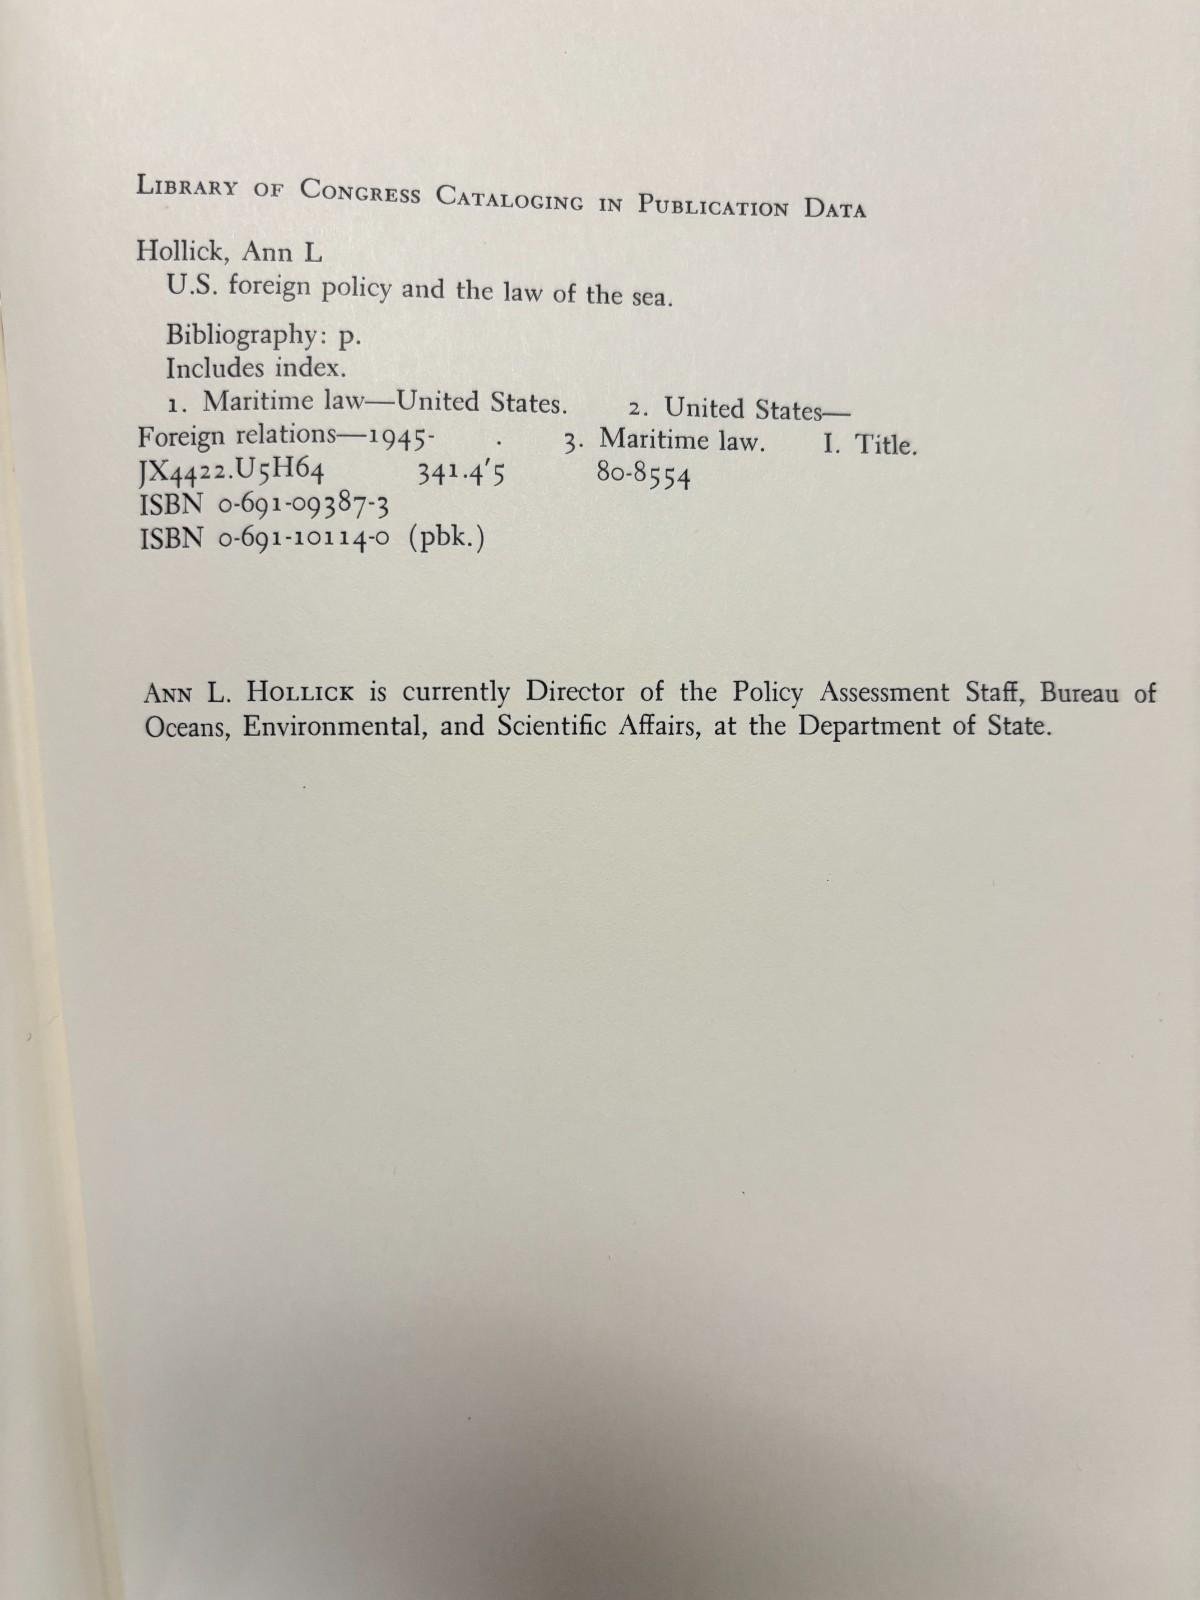 Library of Congress Cataloging in Publication Data
Hollick, Ann L
U.S. foreign policy and the law of the sea.
Bibliography: p.
Includes index.
1. Maritime law—United States. 2. United States—
Foreign relations—1945- . 3. Maritime law. I. Title.
JX4422.U5H64 341.4'5 80-8554
ISBN 0-691-09387-3
ISBN 0-691-10114-0 (pbk.)
Ann L. Hollick is currently Director of the Policy Assessment Staff, Bureau of
Oceans, Environmental, and Scientific Affairs, at the Department of State.